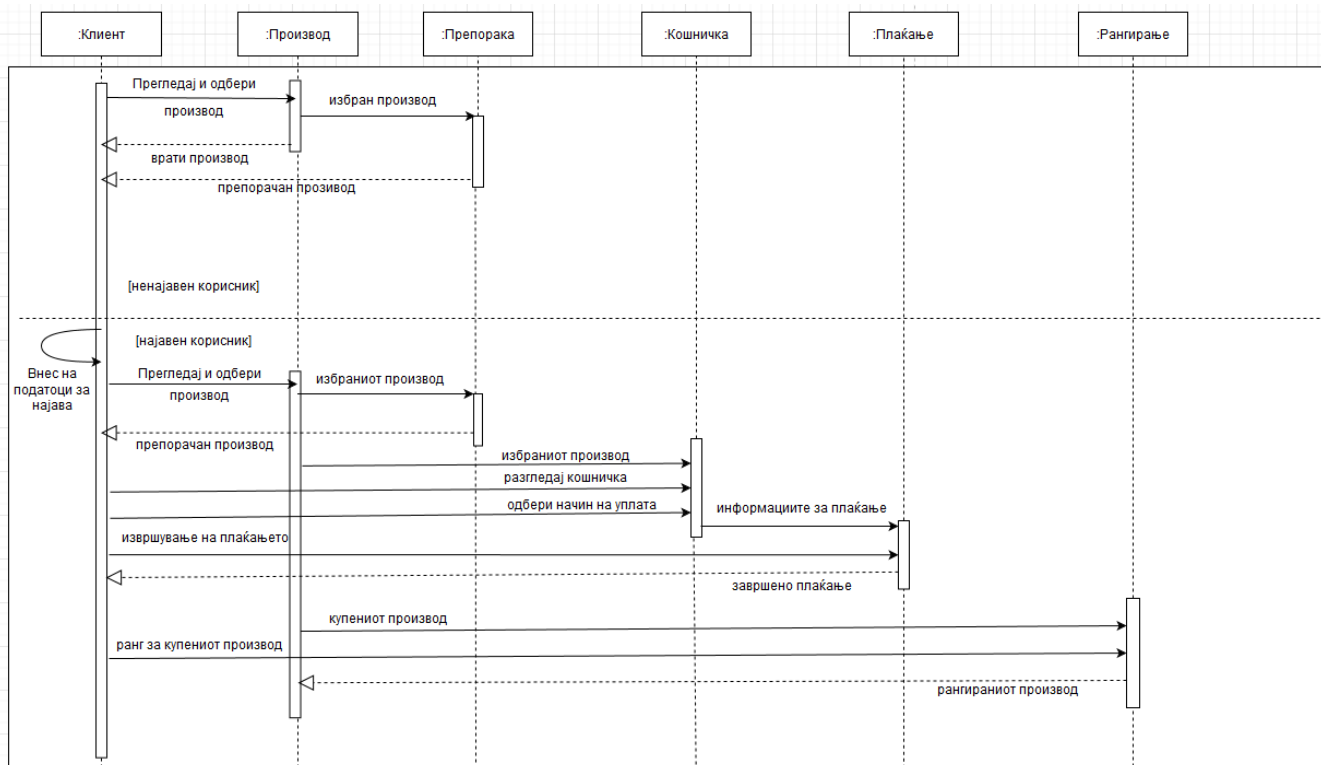 :Клиент
:Производ
:Препорака
:Кошничка
:Плаќање
:Рангирање
Прегледај и одбери
производ
избран производ
врати производ
препорачан прозивод
[ненајавен корисник]
[најавен корисник]
Внес на
податоци за
најава
Прегледај и одбери
производ
избраниот производ
препорачан производ
избраниот производ
разгледај кошничка
одбери начин на уплата
информациите за плаќање
извршување на плаќањето
завршено плаќање
купениот производ
ранг за купениот производ
рангираниот производ